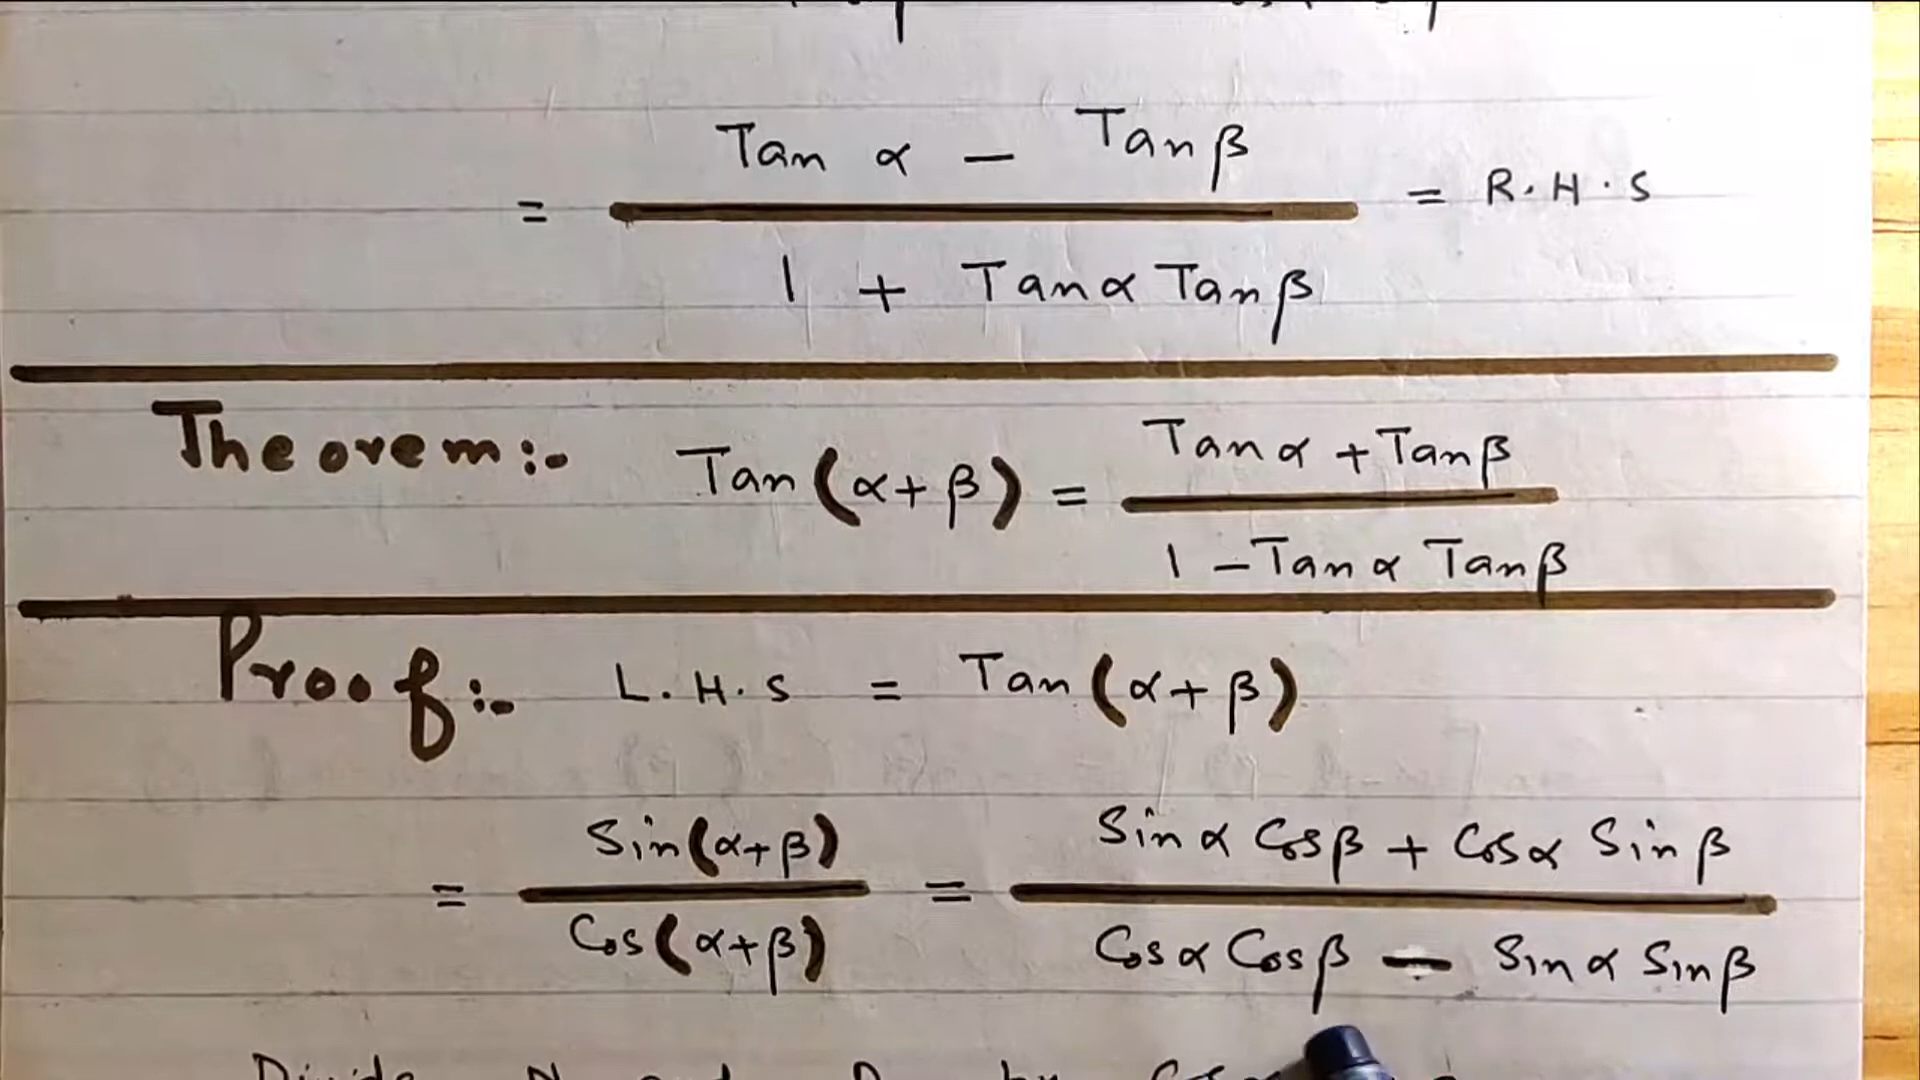 = Tan α − Tan β / 1 + Tan α Tan β = R.H.S
Theorem:- Tan (α + β) = Tan α + Tan β / 1 − Tan α Tan β
Proof:- L.H.S = Tan (α + β)
= Sin(α + β) / Cos(α + β) = Sin α Cos β + Cos α Sin β / Cos α Cos β − Sin α Sin β
Divide